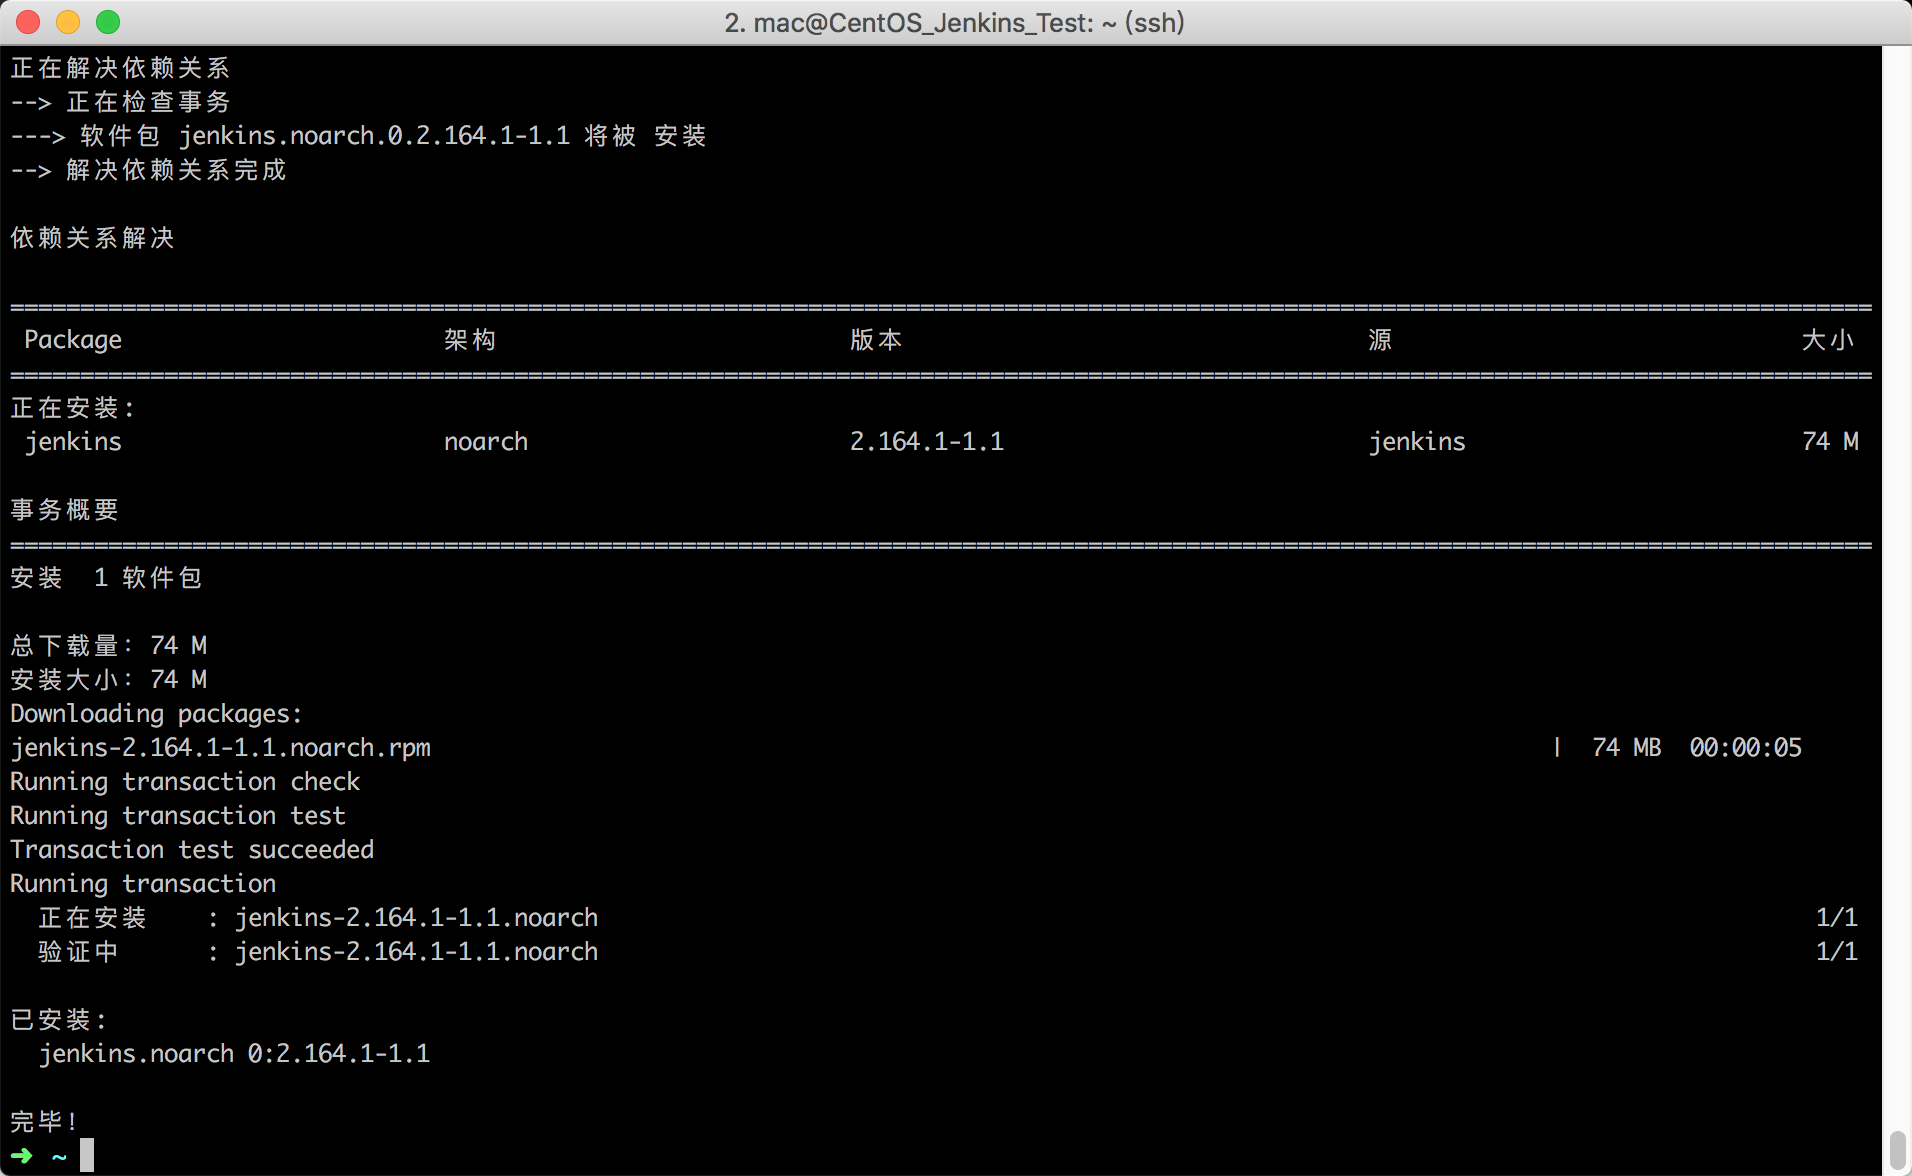 2. mac@CentOS_Jenkins_Test: ~ (ssh)
正在解决依赖关系
--> 正在检查事务
---> 软件包 jenkins.noarch.0.2.164.1-1.1 将被 安装
--> 解决依赖关系完成
依赖关系解决
=====================================================================================================================================
Package 架构 版本 源 大小
=====================================================================================================================================
正在安装:
jenkins noarch 2.164.1-1.1 jenkins 74 M
事务概要
=====================================================================================================================================
安装  1 软件包
总下载量：74 M
安装大小：74 M
Downloading packages:
jenkins-2.164.1-1.1.noarch.rpm | 74 MB 00:00:05
Running transaction check
Running transaction test
Transaction test succeeded
Running transaction
正在安装    : jenkins-2.164.1-1.1.noarch 1/1
验证中      : jenkins-2.164.1-1.1.noarch 1/1
已安装:
jenkins.noarch 0:2.164.1-1.1
完毕！
➜ ~